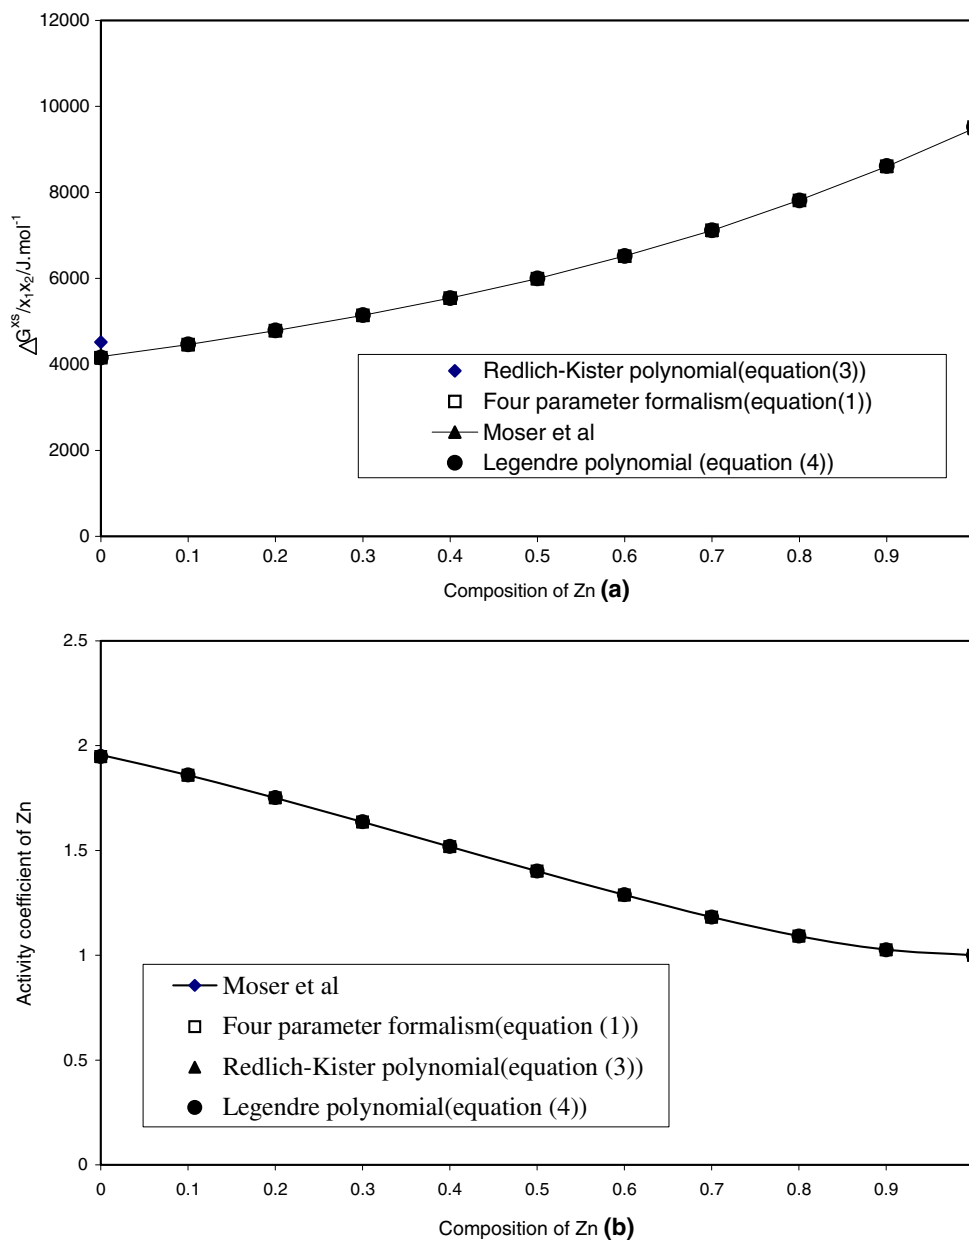 12000
10000
8000
6000
4000
2000
0
ΔG^xs/x₁x₂/J.mol⁻¹
Redlich-Kister polynomial(equation(3))
Four parameter formalism(equation(1))
Moser et al
Legendre polynomial (equation (4))
0 0.1 0.2 0.3 0.4 0.5 0.6 0.7 0.8 0.9
Composition of Zn (a)
2.5
2
1.5
1
0.5
0
Activity coefficient of Zn
Moser et al
Four parameter formalism(equation (1))
Redlich-Kister polynomial(equation (3))
Legendre polynomial(equation (4))
0 0.1 0.2 0.3 0.4 0.5 0.6 0.7 0.8 0.9
Composition of Zn (b)